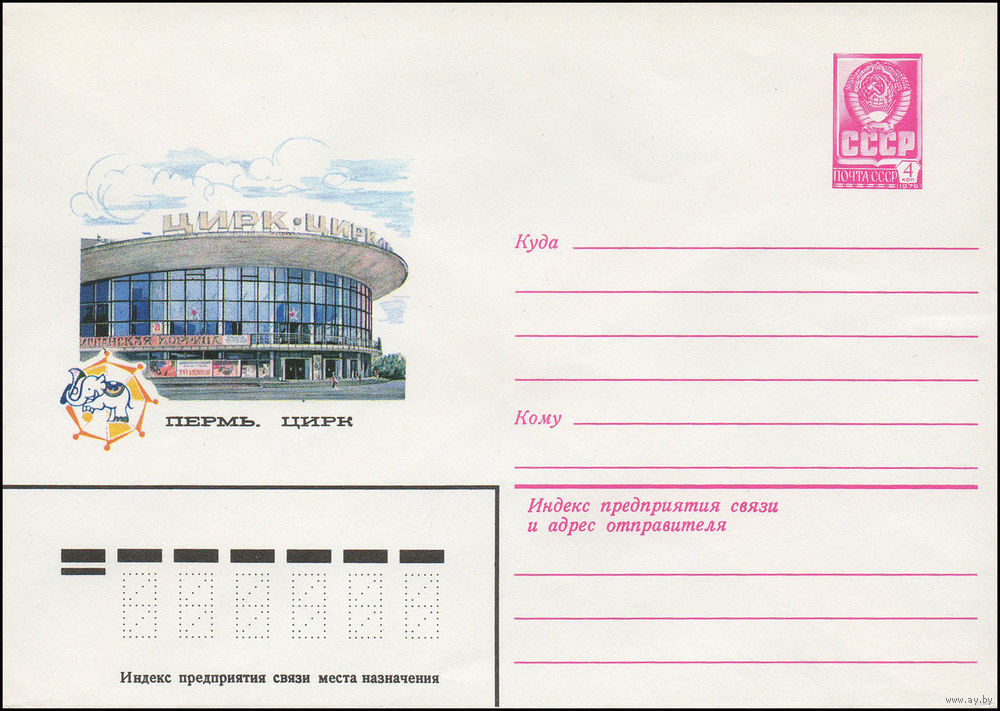 СССР
ПОЧТА СССР
4
КОП
1976
ЦИРК • ЦИРК
ПЕРМЬ. ЦИРК
Куда
Кому
Индекс предприятия связи
и адрес отправителя
Индекс предприятия связи места назначения
www.ay.by